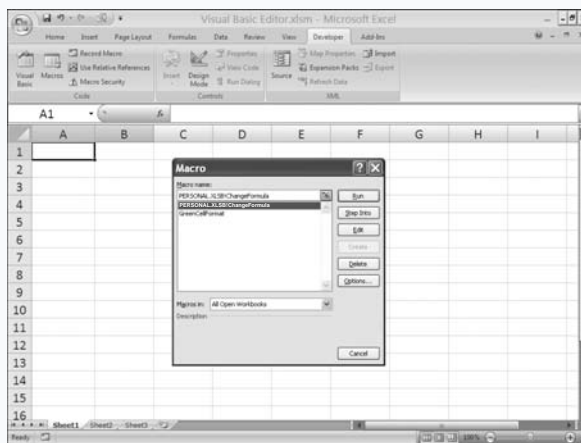 Visual Basic Editor.xlsm - Microsoft Excel
Home Insert Page Layout Formulas Data Review View Developer Add-Ins
Visual Basic
Macros
Record Macro
Use Relative References
Macro Security
Code
Insert
Design Mode
Properties
View Code
Run Dialog
Controls
Source
Map Properties
Expansion Packs
Refresh Data
Import
Export
XML
A1
A B C D E F G H I
1
2
3
4
5
6
7
8
9
10
11
12
13
14
15
16
Macro
Macro name:
PERSONAL.XLSB!ChangeFormula
PERSONAL.XLSB!ChangeFormula
GreenCellFormat
Run
Step Into
Edit
Create
Delete
Options...
Macros in: All Open Workbooks
Description
Cancel
Sheet1 Sheet2 Sheet3
Ready
100%